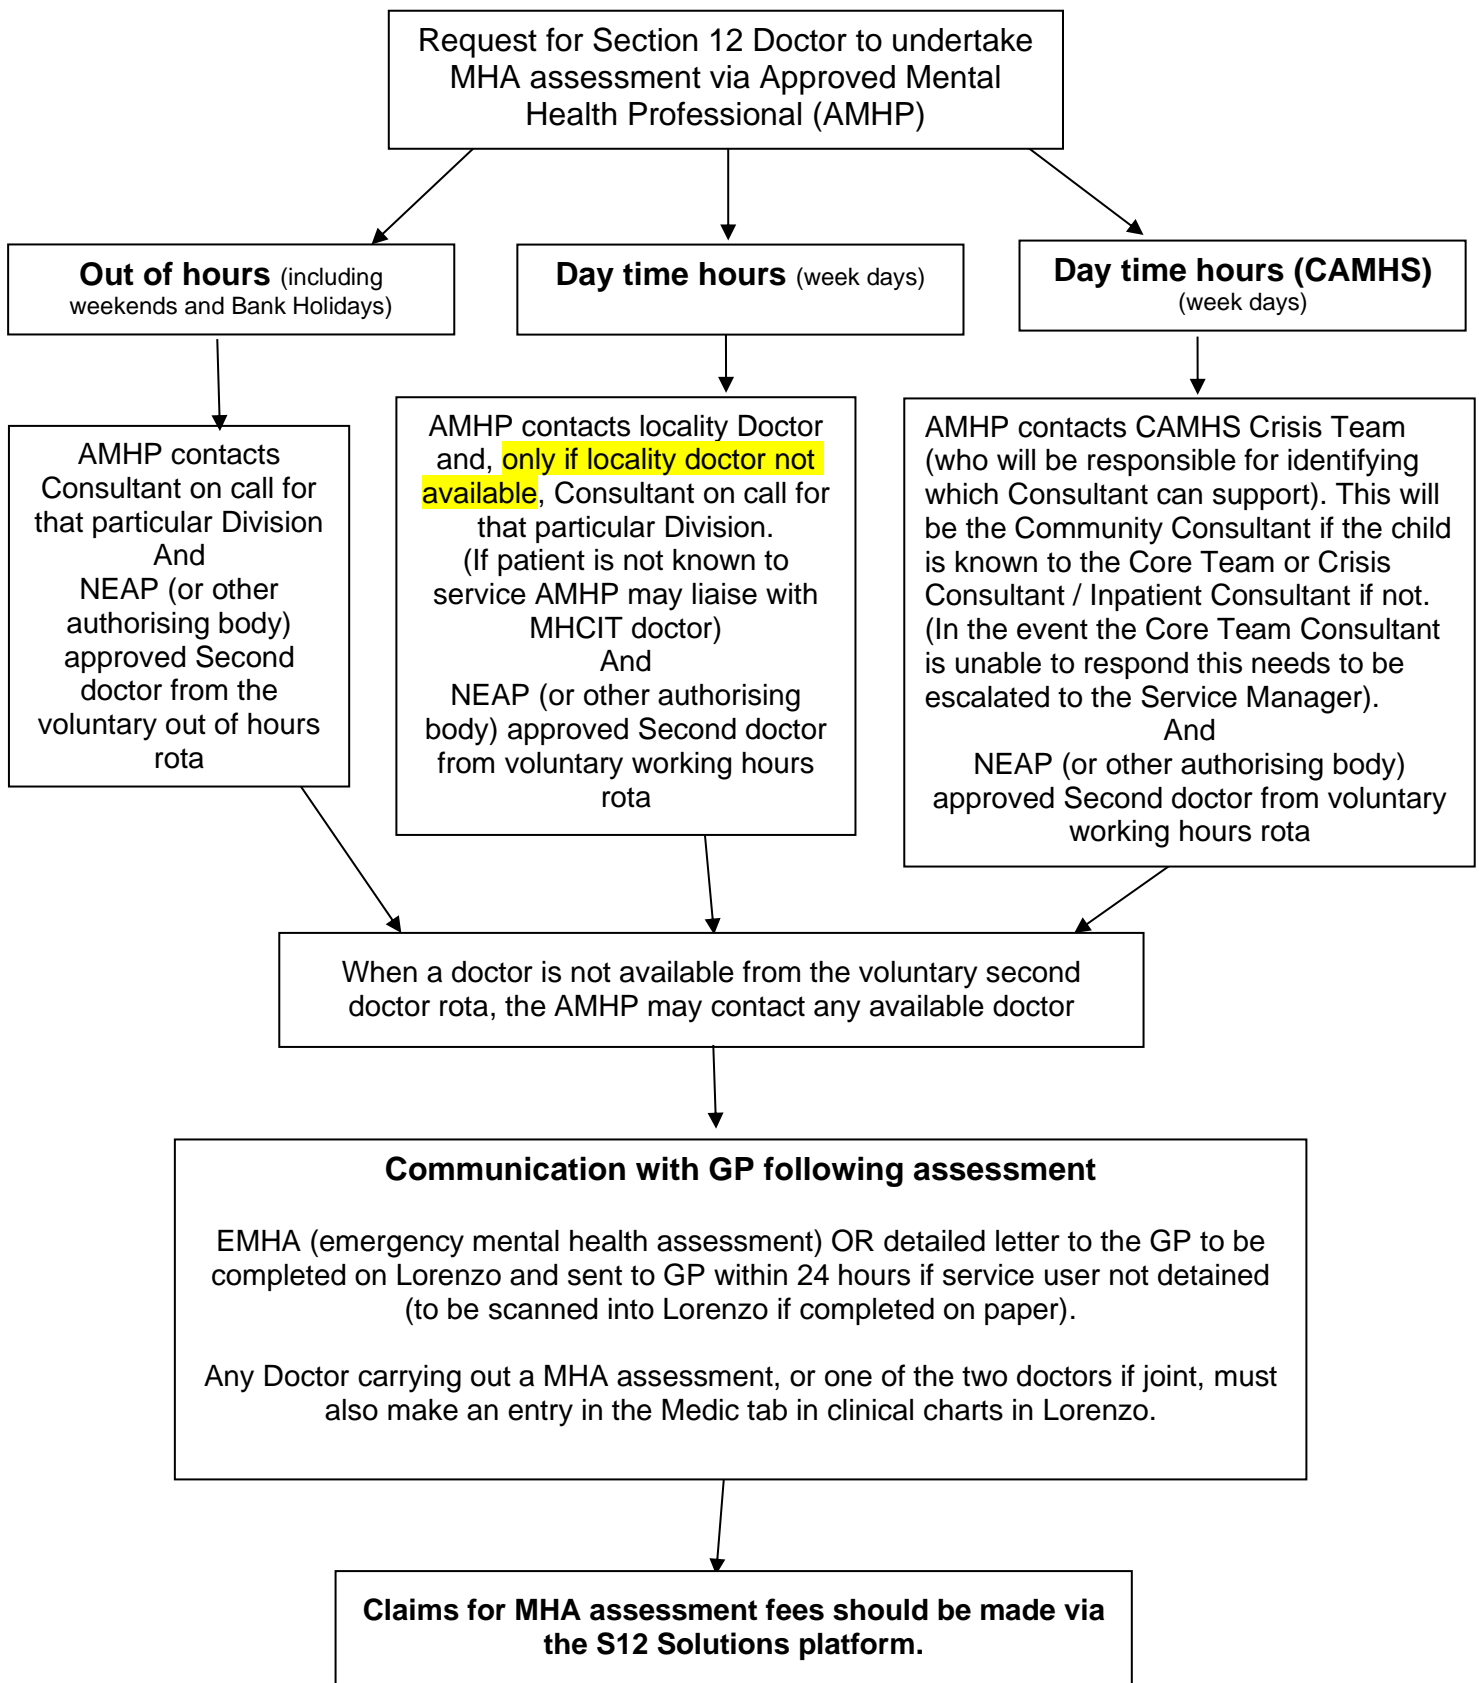 Request for Section 12 Doctor to undertake
MHA assessment via Approved Mental
Health Professional (AMHP)
Out of hours (including
weekends and Bank Holidays)
Day time hours (week days)
Day time hours (CAMHS)
(week days)
AMHP contacts
Consultant on call for
that particular Division
And
NEAP (or other
authorising body)
approved Second
doctor from the
voluntary out of hours
rota
AMHP contacts locality Doctor
and, only if locality doctor not
available, Consultant on call for
that particular Division.
(If patient is not known to
service AMHP may liaise with
MHCIT doctor)
And
NEAP (or other authorising
body) approved Second doctor
from voluntary working hours
rota
AMHP contacts CAMHS Crisis Team
(who will be responsible for identifying
which Consultant can support). This will
be the Community Consultant if the child
is known to the Core Team or Crisis
Consultant / Inpatient Consultant if not.
(In the event the Core Team Consultant
is unable to respond this needs to be
escalated to the Service Manager).
And
NEAP (or other authorising body)
approved Second doctor from voluntary
working hours rota
When a doctor is not available from the voluntary second
doctor rota, the AMHP may contact any available doctor
Communication with GP following assessment
EMHA (emergency mental health assessment) OR detailed letter to the GP to be
completed on Lorenzo and sent to GP within 24 hours if service user not detained
(to be scanned into Lorenzo if completed on paper).
Any Doctor carrying out a MHA assessment, or one of the two doctors if joint, must
also make an entry in the Medic tab in clinical charts in Lorenzo.
Claims for MHA assessment fees should be made via
the S12 Solutions platform.